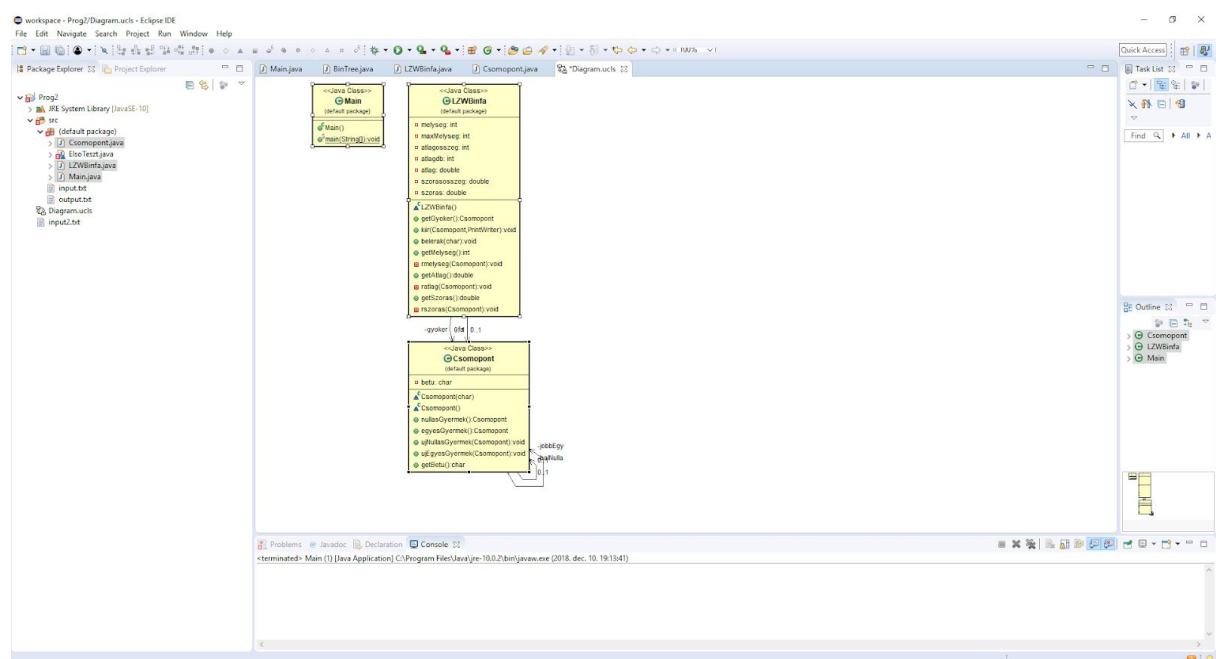 workspace - Prog2/Diagram.ucls - Eclipse IDE
File Edit Navigate Search Project Run Window Help
100%
Quick Access
Package Explorer Project Explorer
Prog2
JRE System Library [JavaSE-10]
src
(default package)
Csomopont.java
ElsoTeszt.java
LZWBinfa.java
Main.java
input.txt
output.txt
Diagram.ucls
input2.txt
Main.java BinTree.java LZWBinfa.java Csomopont.java *Diagram.ucls
<<Java Class>>
Main
(default package)
Main()
main(String[]):void
<<Java Class>>
LZWBinfa
(default package)
melyseg: int
maxMelyseg: int
atlagosszeg: int
atlagdb: int
atlag: double
szorasosszeg: double
szoras: double
LZWBinfa()
getGyoker():Csomopont
kiir(Csomopont,PrintWriter):void
belerak(char):void
getMelyseg():int
rmelyseg(Csomopont):void
getAtlag():double
ratlag(Csomopont):void
getSzoras():double
rszoras(Csomopont):void
-gyoker 0..1
<<Java Class>>
Csomopont
(default package)
betu: char
Csomopont(char)
Csomopont()
nullasGyermek():Csomopont
egyesGyermek():Csomopont
ujNullasGyermek(Csomopont):void
ujEgyesGyermek(Csomopont):void
getBetu():char
-jobbEgy
-balNulla
0..1
Task List
Find All A
Outline
Csomopont
LZWBinfa
Main
Problems Javadoc Declaration Console
<terminated> Main (1) [Java Application] C:\Program Files\Java\jre-10.0.2\bin\javaw.exe (2018. dec. 10. 19:13:41)